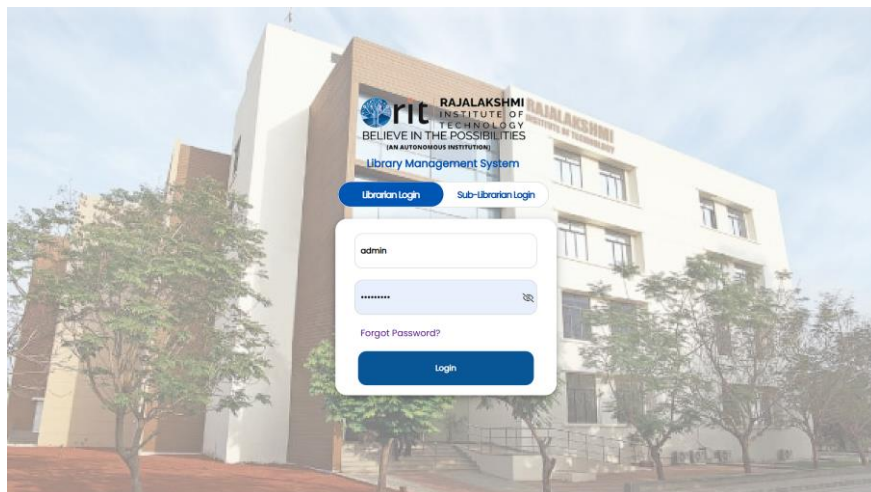 rit RAJALAKSHMI
INSTITUTE OF
TECHNOLOGY
BELIEVE IN THE POSSIBILITIES
(AN AUTONOMOUS INSTITUTION)
Library Management System
Librarian Login Sub-Librarian Login
admin
•••••••••
Forgot Password?
Login
RAJALAKSHMI
INSTITUTE OF TECHNOLOGY